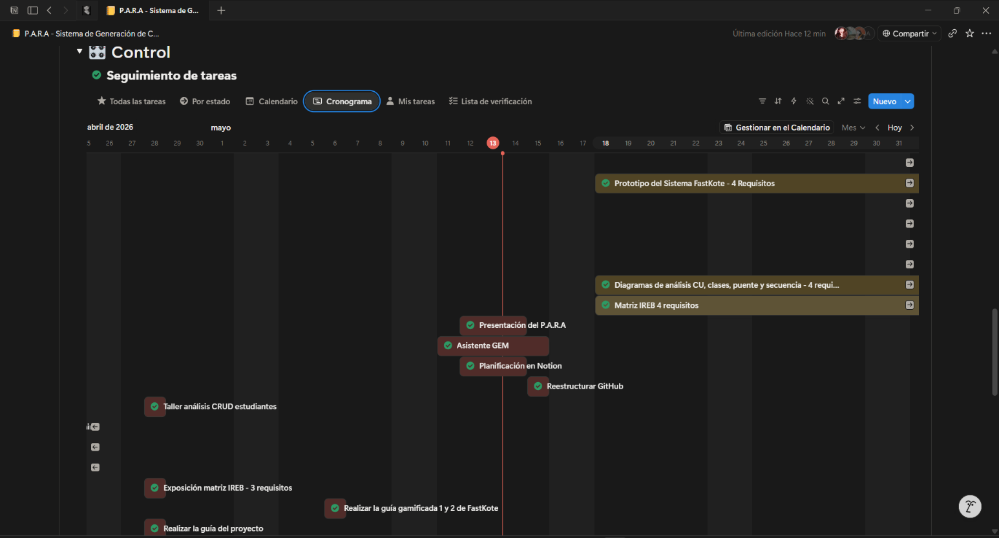 P.A.R.A - Sistema de G...
P.A.R.A - Sistema de Generación de C...
Última edición Hace 12 min
A
Compartir
Control
Seguimiento de tareas
Todas las tareas
Por estado
Calendario
Cronograma
Mis tareas
Lista de verificación
Nuevo
abril de 2026
mayo
Gestionar en el Calendario
Mes
Hoy
5 26 27 28 29 30 1 2 3 4 5 6 7 8 9 10 11 12 13 14 15 16 17 18 19 20 21 22 23 24 25 26 27 28 29 30 31
Prototipo del Sistema FastKote - 4 Requisitos
Diagramas de análisis CU, clases, puente y secuencia - 4 requi...
Matriz IREB 4 requisitos
Presentación del P.A.R.A
Asistente GEM
Planificación en Notion
Reestructurar GitHub
Taller análisis CRUD estudiantes
Exposición matriz IREB - 3 requisitos
Realizar la guía gamificada 1 y 2 de FastKote
Realizar la guía del proyecto